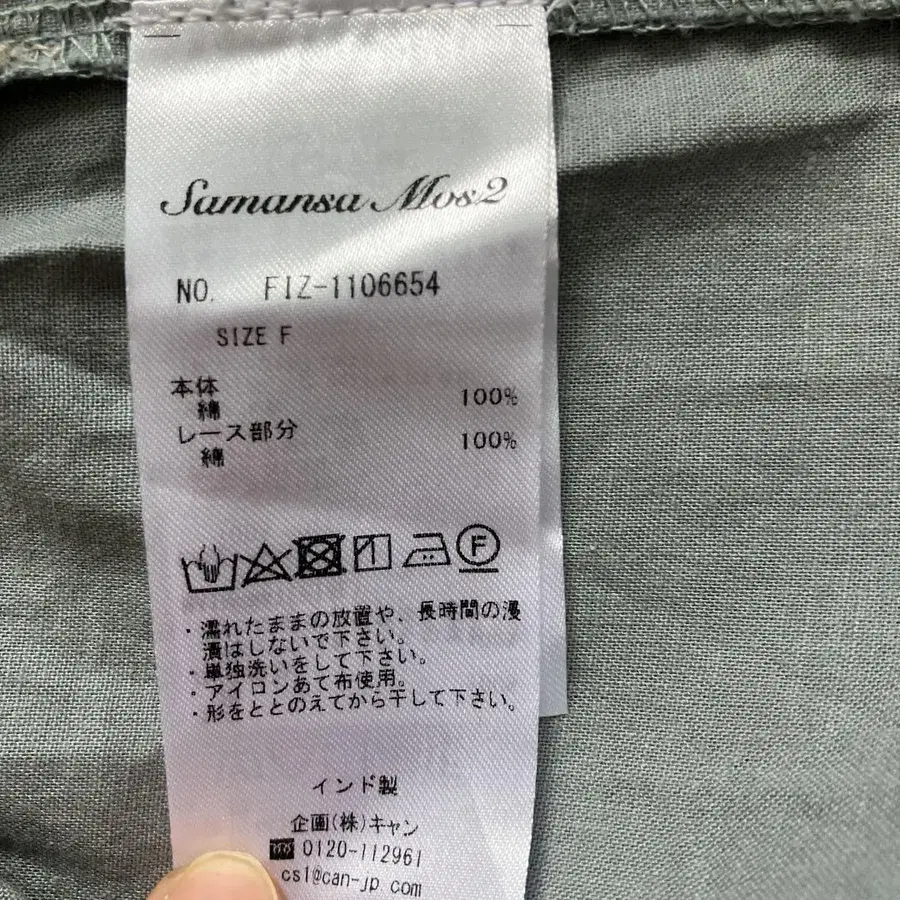 Samansa Mos2
NO. FIZ-1106654
SIZE F
本体
綿 100%
レース部分
綿 100%
F
・濡れたままの放置や、長時間の浸
漬はしないで下さい。
・単独洗いをして下さい。
・アイロンあて布使用。
・形をととのえてから干して下さい。
インド製
企画(株)キャン
0120-112961
cs1@can-jp com